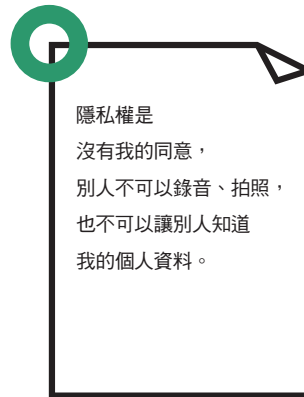 隱私權是
沒有我的同意，
別人不可以錄音、拍照，
也不可以讓別人知道
我的個人資料。